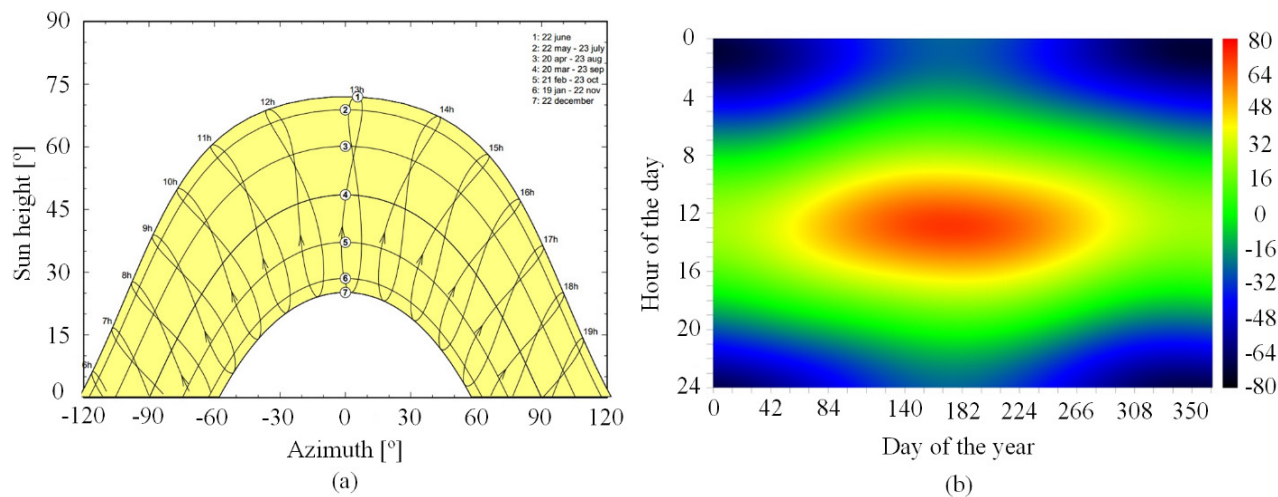 90
75
60
45
30
15
0
-120
-90
-60
-30
0
30
60
90
120
Sun height [º]
Azimuth [º]
(a)
1: 22 june
2: 22 may - 23 july
3: 20 apr - 23 aug
4: 20 mar - 23 sep
5: 21 feb - 23 oct
6: 19 jan - 22 nov
7: 22 december
6h
7h
8h
9h
10h
11h
12h
13h
14h
15h
16h
17h
18h
19h
1
2
3
4
5
6
7
0
4
8
12
16
20
24
Hour of the day
0
42
84
140
182
224
266
308
350
Day of the year
(b)
80
64
48
32
16
0
-16
-32
-48
-64
-80